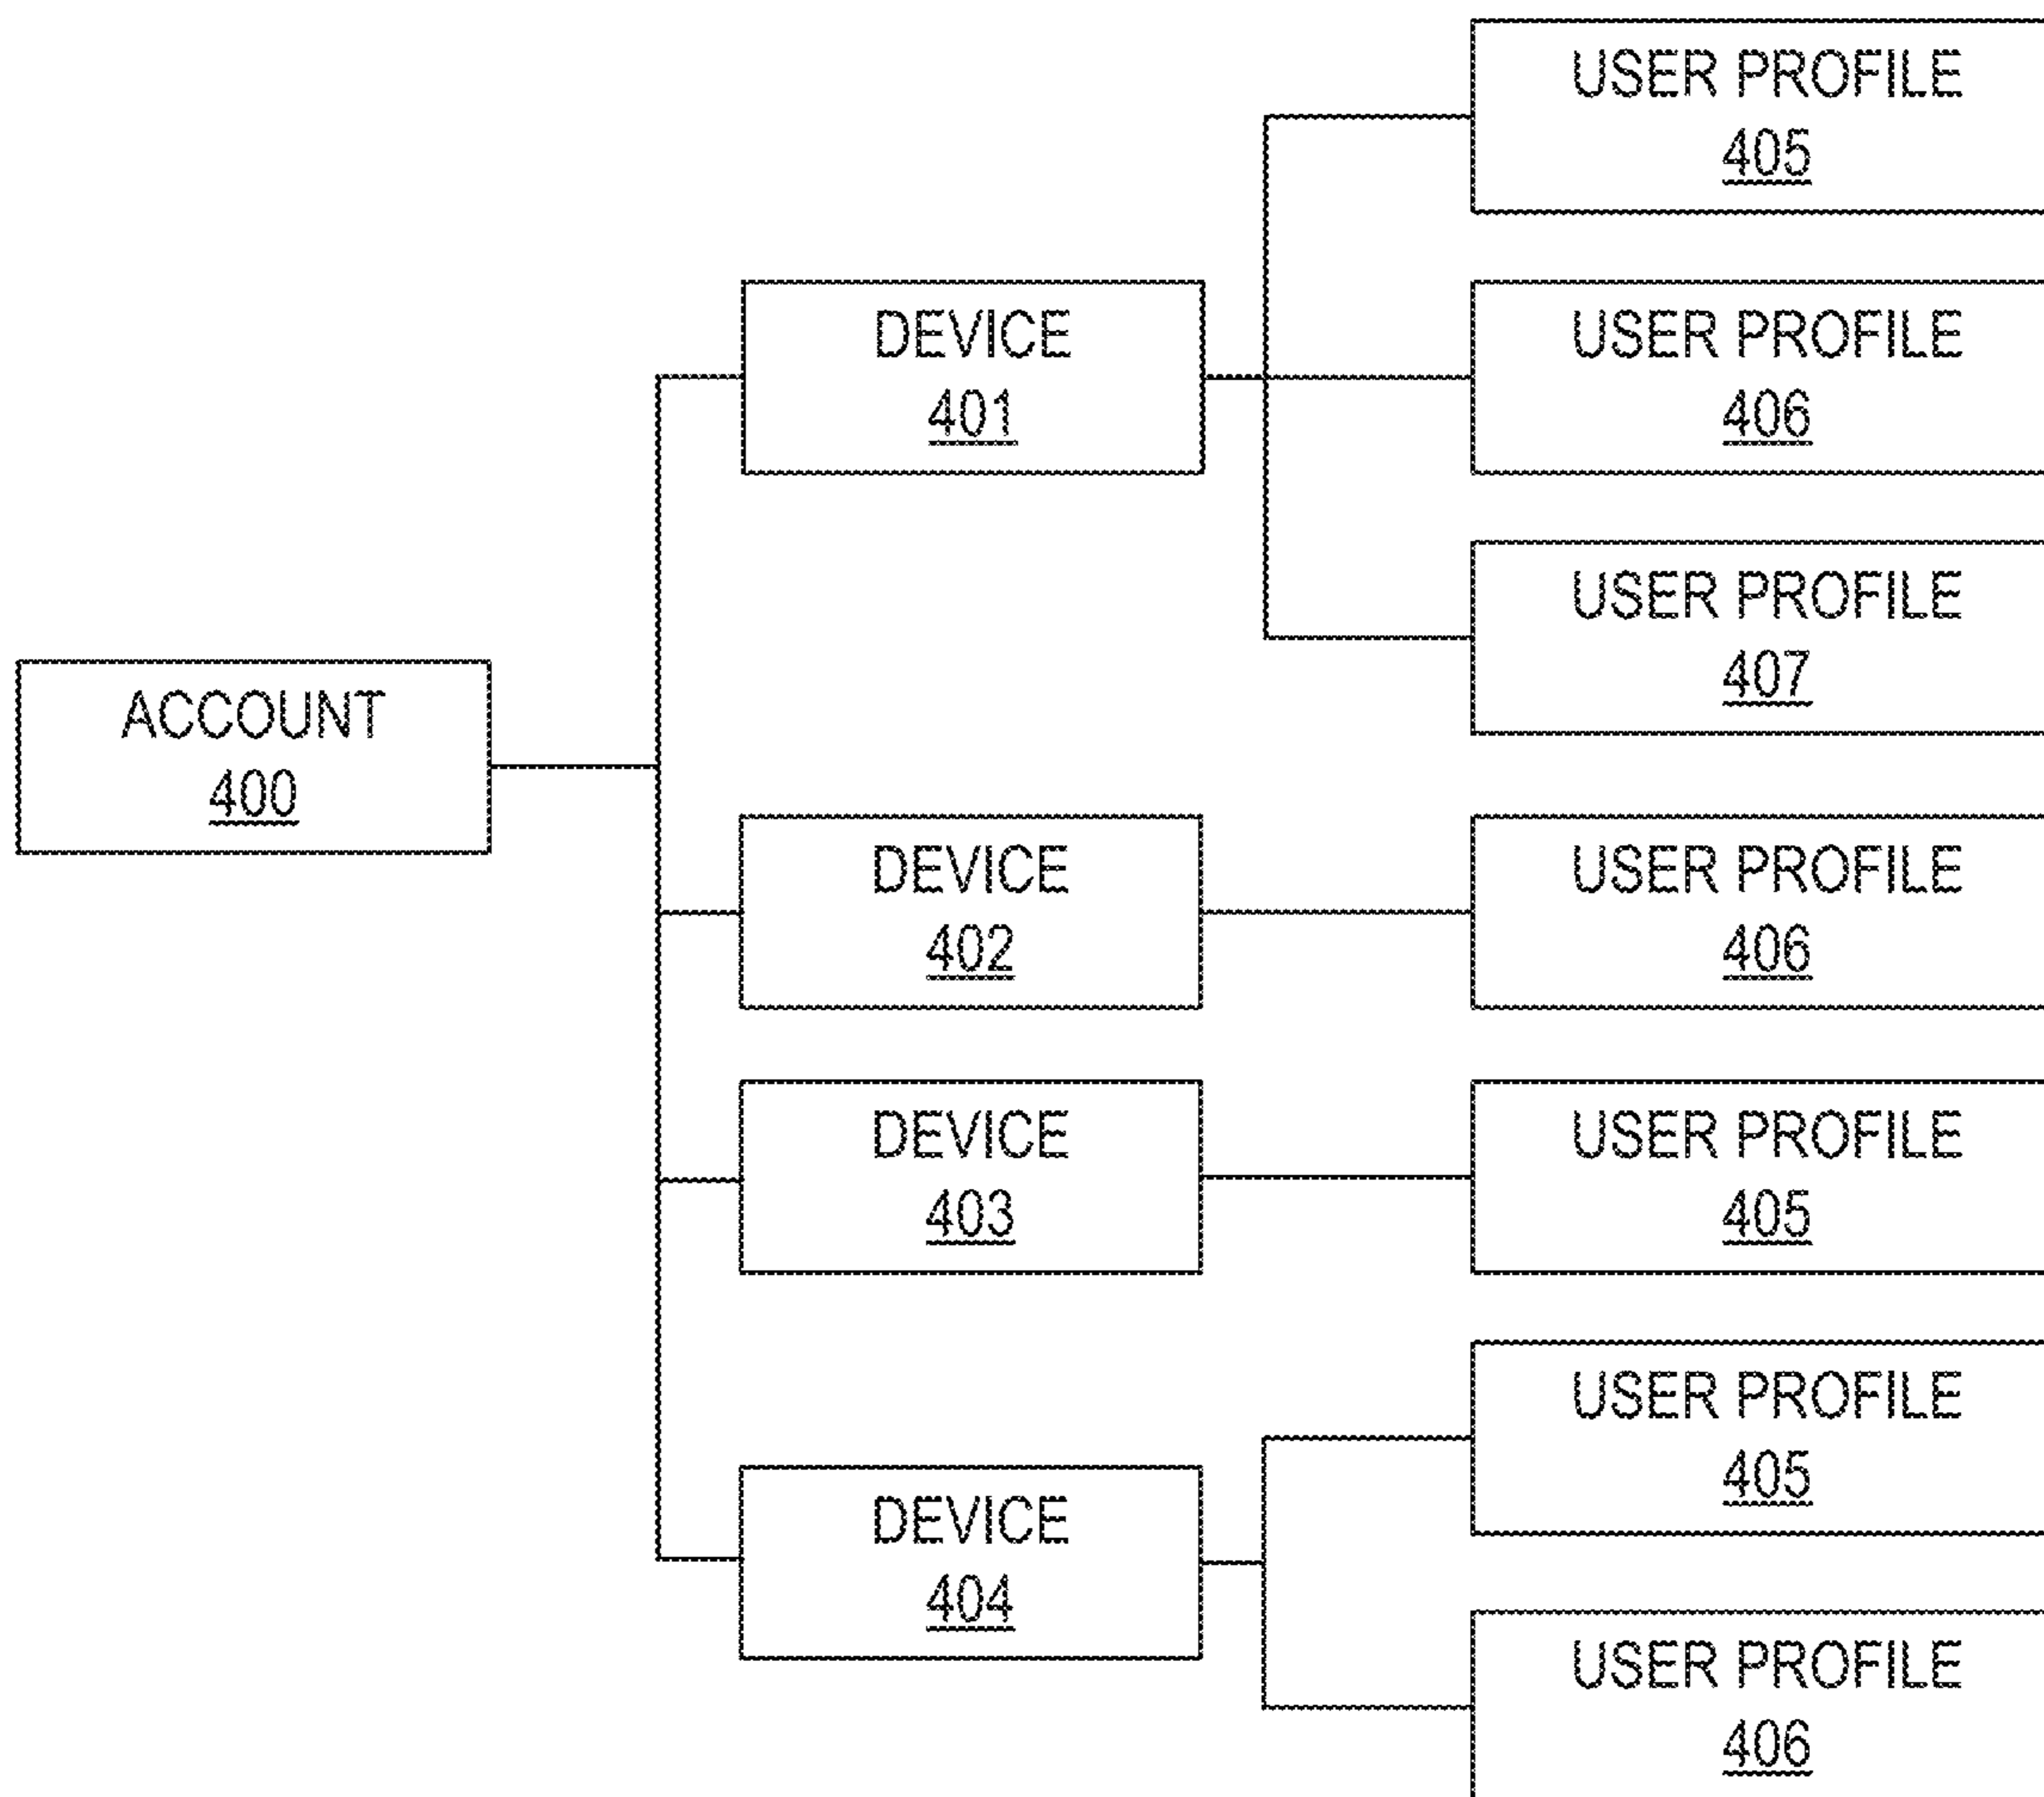 USER PROFILE
405
DEVICE
401
USER PROFILE
406
USER PROFILE
407
ACCOUNT
400
DEVICE
402
USER PROFILE
406
DEVICE
403
USER PROFILE
405
USER PROFILE
405
DEVICE
404
USER PROFILE
406